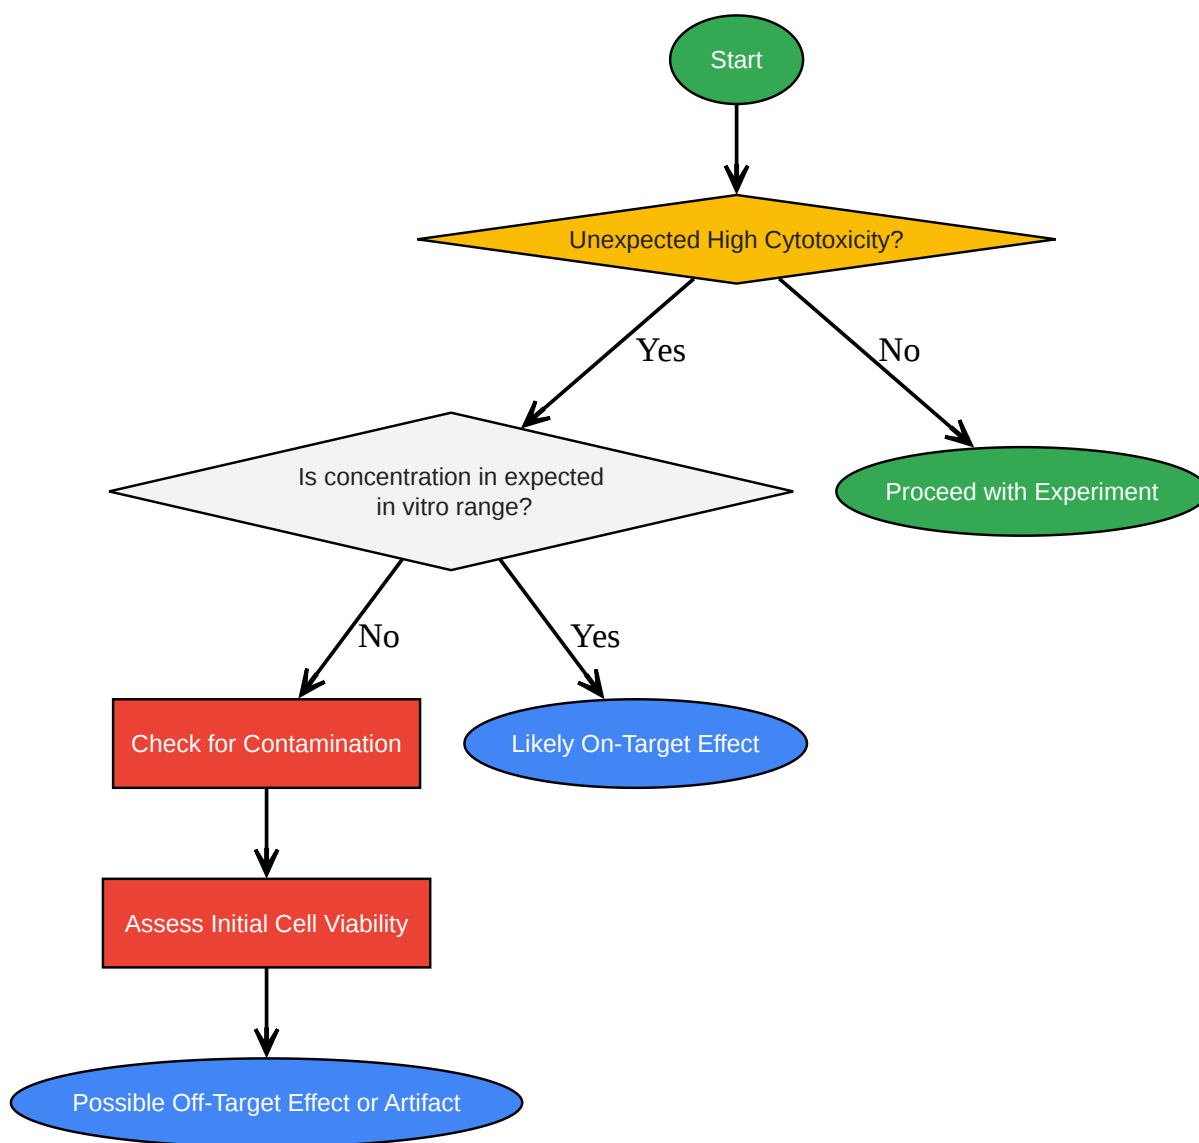 Start
Unexpected High Cytotoxicity?
Yes
No
Is concentration in expected
in vitro range?
Proceed with Experiment
No
Yes
Check for Contamination
Likely On-Target Effect
Assess Initial Cell Viability
Possible Off-Target Effect or Artifact